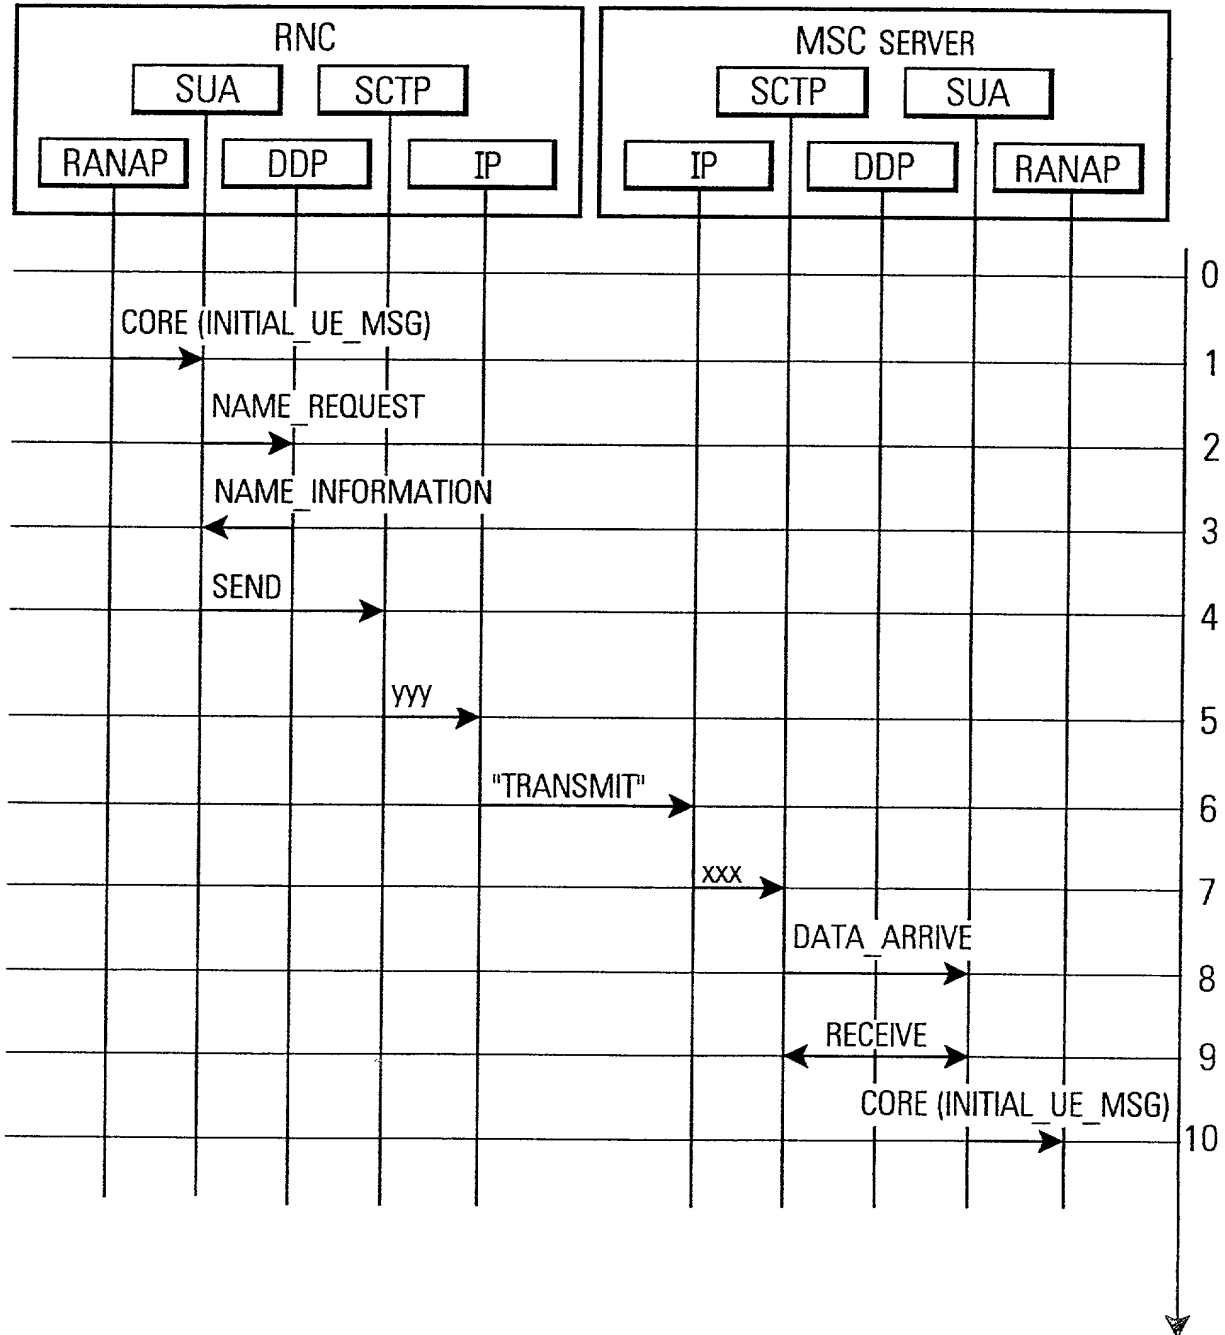 RNC
MSC SERVER
SUA
SCTP
SCTP
SUA
RANAP
DDP
IP
IP
DDP
RANAP
0
CORE (INITIAL_UE_MSG)
1
NAME_REQUEST
2
NAME_INFORMATION
3
SEND
4
yyy
5
"TRANSMIT"
6
xxx
7
DATA_ARRIVE
8
RECEIVE
9
CORE (INITIAL_UE_MSG)
10